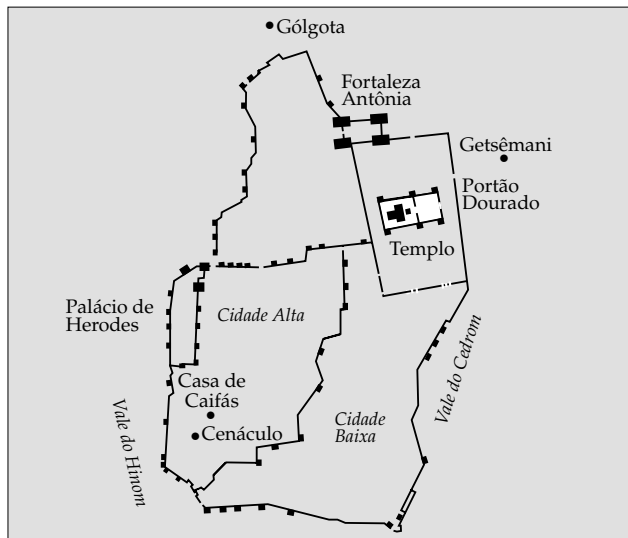 Gólgota
Fortaleza
Antônia
Getsêmani
Portão
Dourado
Templo
Palácio de
Herodes
Cidade Alta
Casa de
Caifás
Cenáculo
Cidade
Baixa
Vale do Hinom
Vale do Cedrom